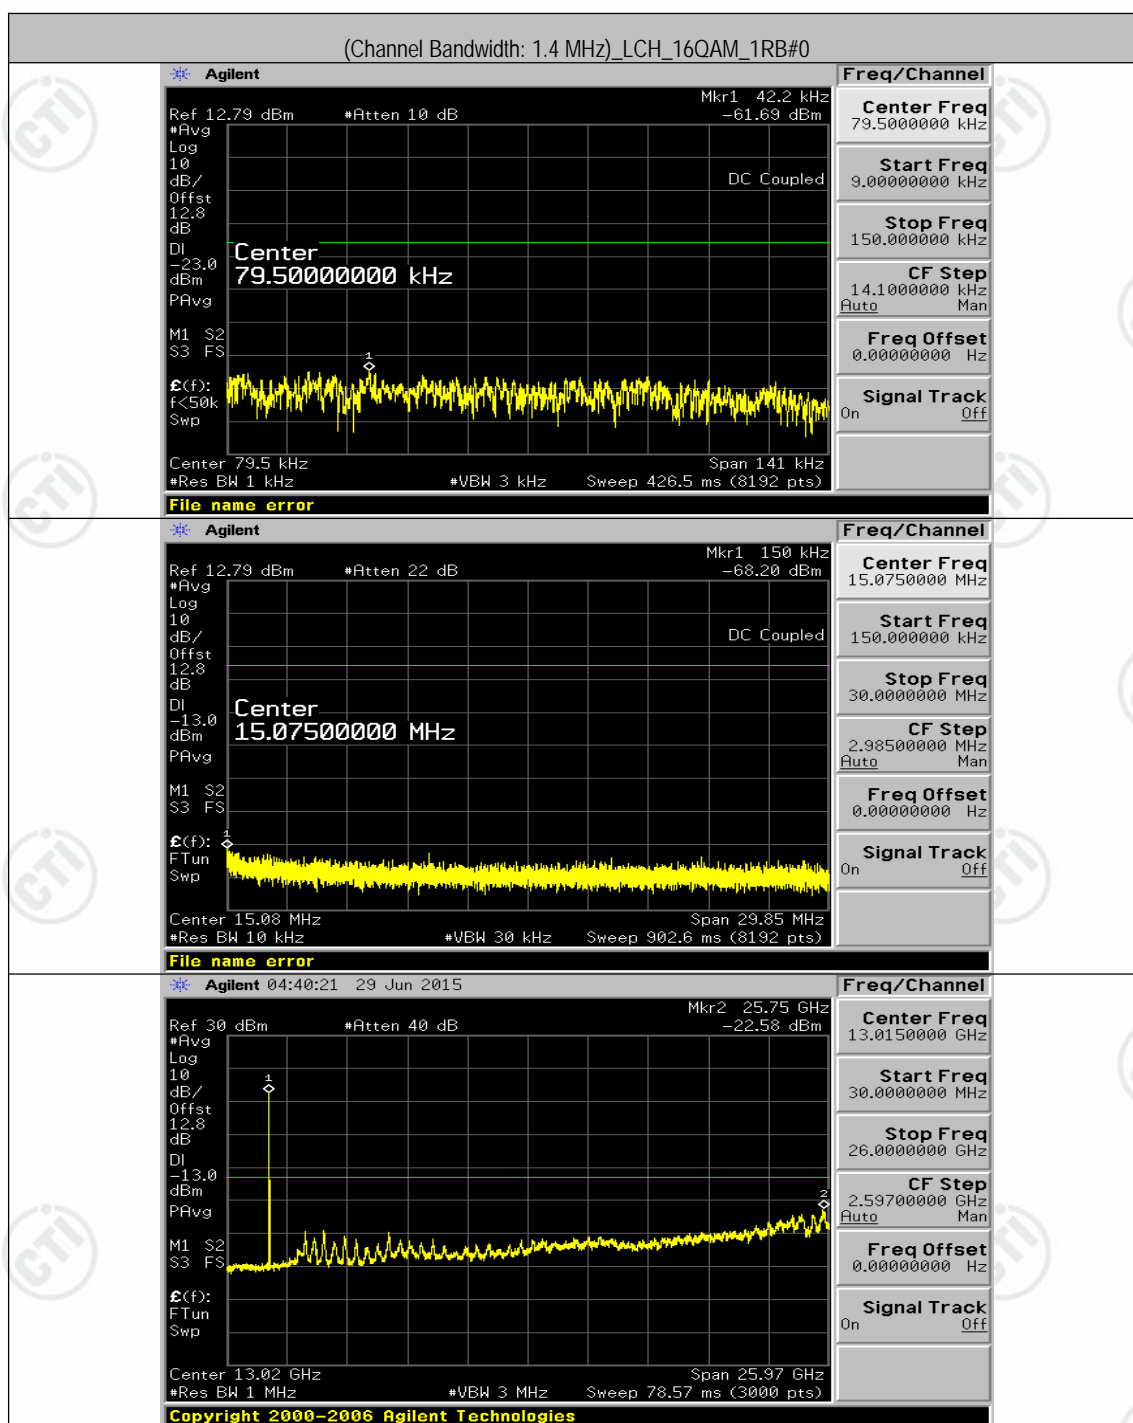 (Channel Bandwidth: 1.4 MHz)_LCH_16QAM_1RB#0
Agilent
Freq/Channel
Mkr1 42.2 kHz
Ref 12.79 dBm #Atten 10 dB -61.69 dBm
#Avg
Log
10
dB/
Offst
12.8
dB
DI
-23.0
dBm
PAvg
M1 S2
S3 FS
£(f):
f<50k
Swp
DC Coupled
Center
79.50000000 kHz
1
Center 79.5 kHz Span 141 kHz
#Res BW 1 kHz #VBW 3 kHz Sweep 426.5 ms (8192 pts)
File name error
Center Freq
79.5000000 kHz
Start Freq
9.00000000 kHz
Stop Freq
150.000000 kHz
CF Step
14.1000000 kHz
Auto Man
Freq Offset
0.00000000 Hz
Signal Track
On Off
Agilent
Freq/Channel
Mkr1 150 kHz
Ref 12.79 dBm #Atten 22 dB -68.20 dBm
#Avg
Log
10
dB/
Offst
12.8
dB
DI
-13.0
dBm
PAvg
M1 S2
S3 FS
£(f):
FTun
Swp
DC Coupled
Center
15.07500000 MHz
1
Center 15.08 MHz Span 29.85 MHz
#Res BW 10 kHz #VBW 30 kHz Sweep 902.6 ms (8192 pts)
File name error
Center Freq
15.0750000 MHz
Start Freq
150.000000 kHz
Stop Freq
30.0000000 MHz
CF Step
2.98500000 MHz
Auto Man
Freq Offset
0.00000000 Hz
Signal Track
On Off
Agilent 04:40:21 29 Jun 2015
Freq/Channel
Mkr2 25.75 GHz
Ref 30 dBm #Atten 40 dB -22.58 dBm
#Avg
Log
10
dB/
Offst
12.8
dB
DI
-13.0
dBm
PAvg
M1 S2
S3 FS
£(f):
FTun
Swp
1
2
Center 13.02 GHz Span 25.97 GHz
#Res BW 1 MHz #VBW 3 MHz Sweep 78.57 ms (3000 pts)
Copyright 2000-2006 Agilent Technologies
Center Freq
13.0150000 GHz
Start Freq
30.0000000 MHz
Stop Freq
26.0000000 GHz
CF Step
2.59700000 GHz
Auto Man
Freq Offset
0.00000000 Hz
Signal Track
On Off
CTI
CTI
CTI
CTI
CTI
CTI
CTI
CTI